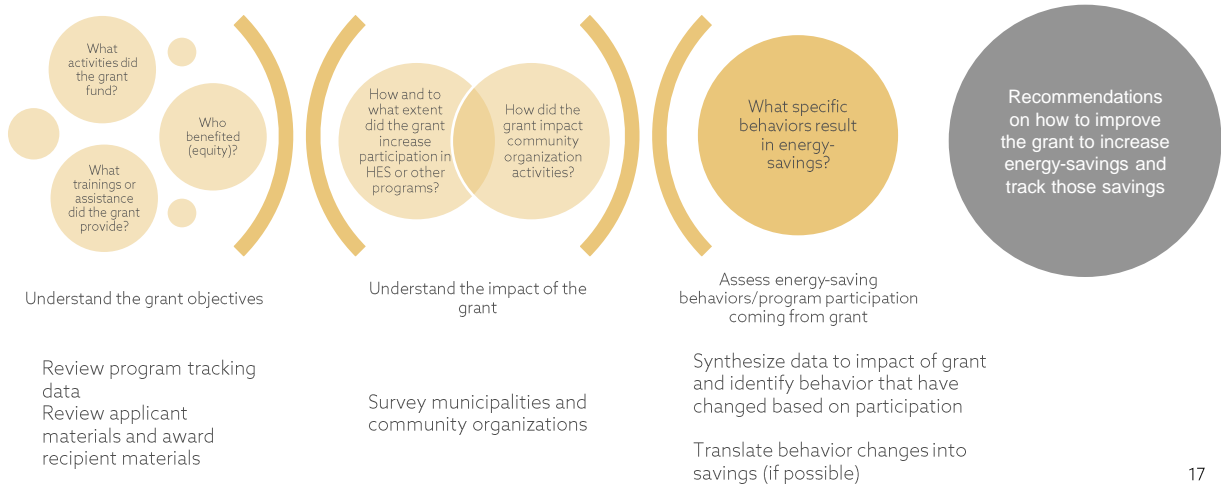 What
activities did
the grant
fund?
Who
benefited
(equity)?
What
trainings or
assistance
did the grant
provide?
How and to
what extent
did the grant
increase
participation in
HES or other
programs?
How did the
grant impact
community
organization
activities?
What specific
behaviors result
in energy-
savings?
Recommendations
on how to improve
the grant to increase
energy-savings and
track those savings
Understand the grant objectives
Understand the impact of the
grant
Assess energy-saving
behaviors/program participation
coming from grant
Review program tracking
data
Review applicant
materials and award
recipient materials
Survey municipalities and
community organizations
Synthesize data to impact of grant
and identify behavior that have
changed based on participation
Translate behavior changes into
savings (if possible)
17